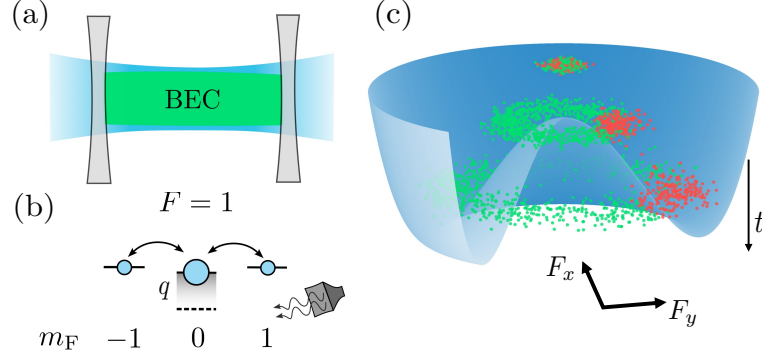 (a)
BEC
(b)
F = 1
q
m_F −1 0 1
(c)
t
F_x
F_y